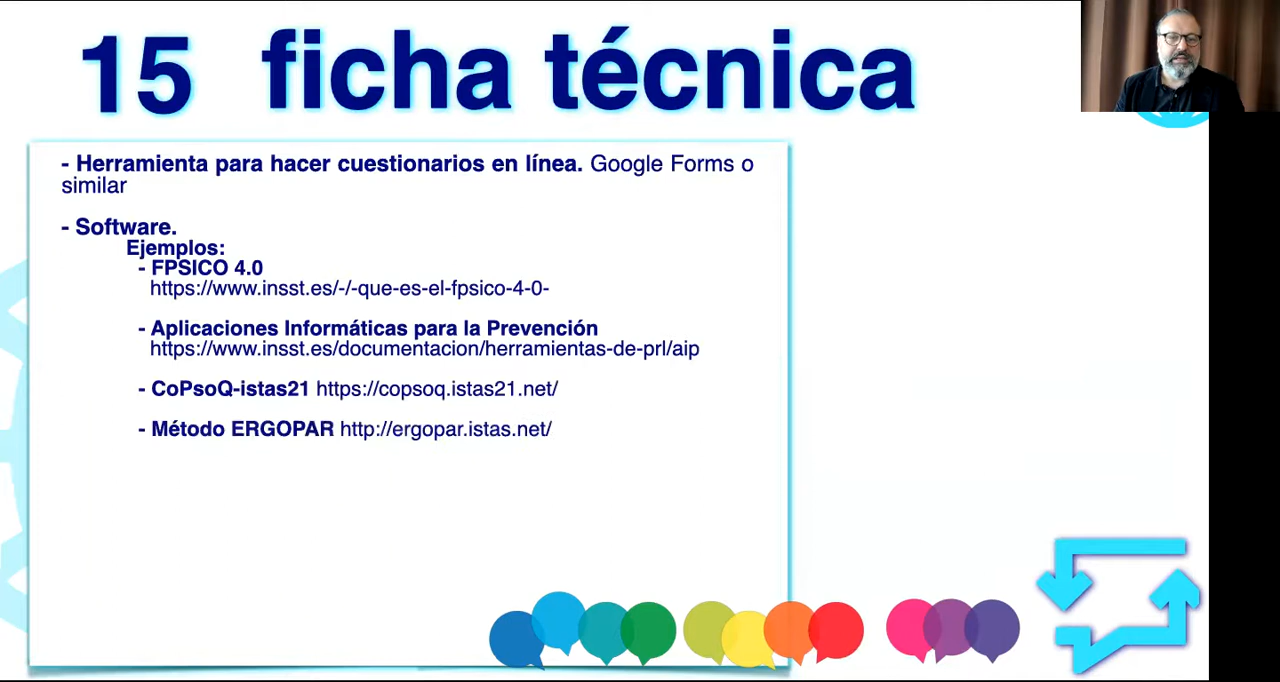 15 ficha técnica
- Herramienta para hacer cuestionarios en línea. Google Forms o
similar
- Software.
Ejemplos:
- FPSICO 4.0
https://www.insst.es/-/-que-es-el-fpsico-4-0-
- Aplicaciones Informáticas para la Prevención
https://www.insst.es/documentacion/herramientas-de-prl/aip
- CoPsoQ-istas21 https://copsoq.istas21.net/
- Método ERGOPAR http://ergopar.istas.net/